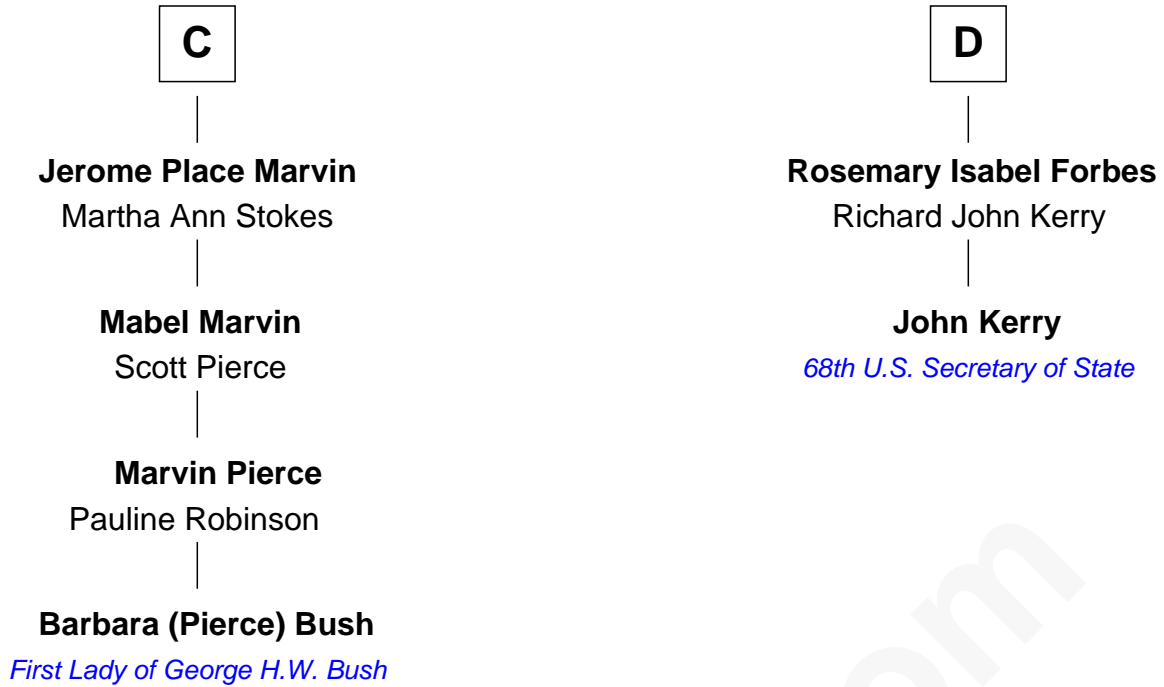 C
Jerome Place Marvin
Martha Ann Stokes
Mabel Marvin
Scott Pierce
Marvin Pierce
Pauline Robinson
Barbara (Pierce) Bush
First Lady of George H.W. Bush
D
Rosemary Isabel Forbes
Richard John Kerry
John Kerry
68th U.S. Secretary of State
om